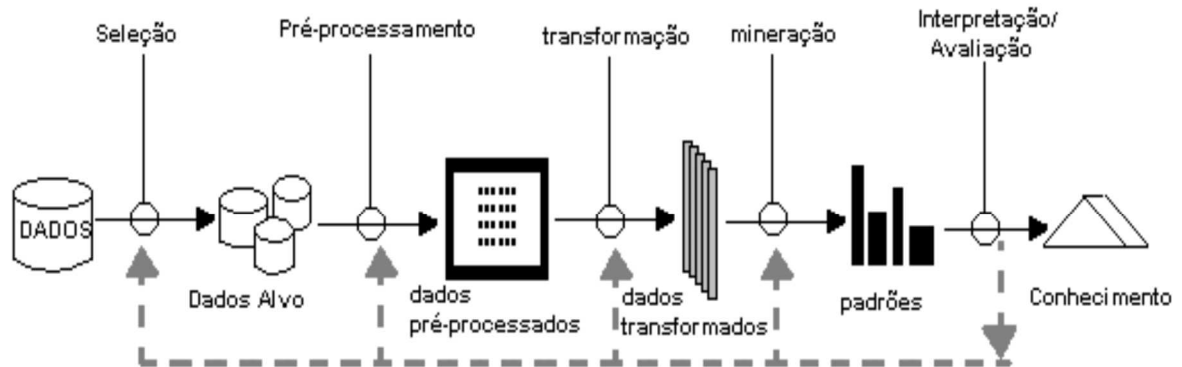 Seleção
Pré-processamento
transformação
mineração
Interpretação/
Avaliação
DADOS
Dados Alvo
dados
pré-processados
dados
transformados
padrões
Conhecimento